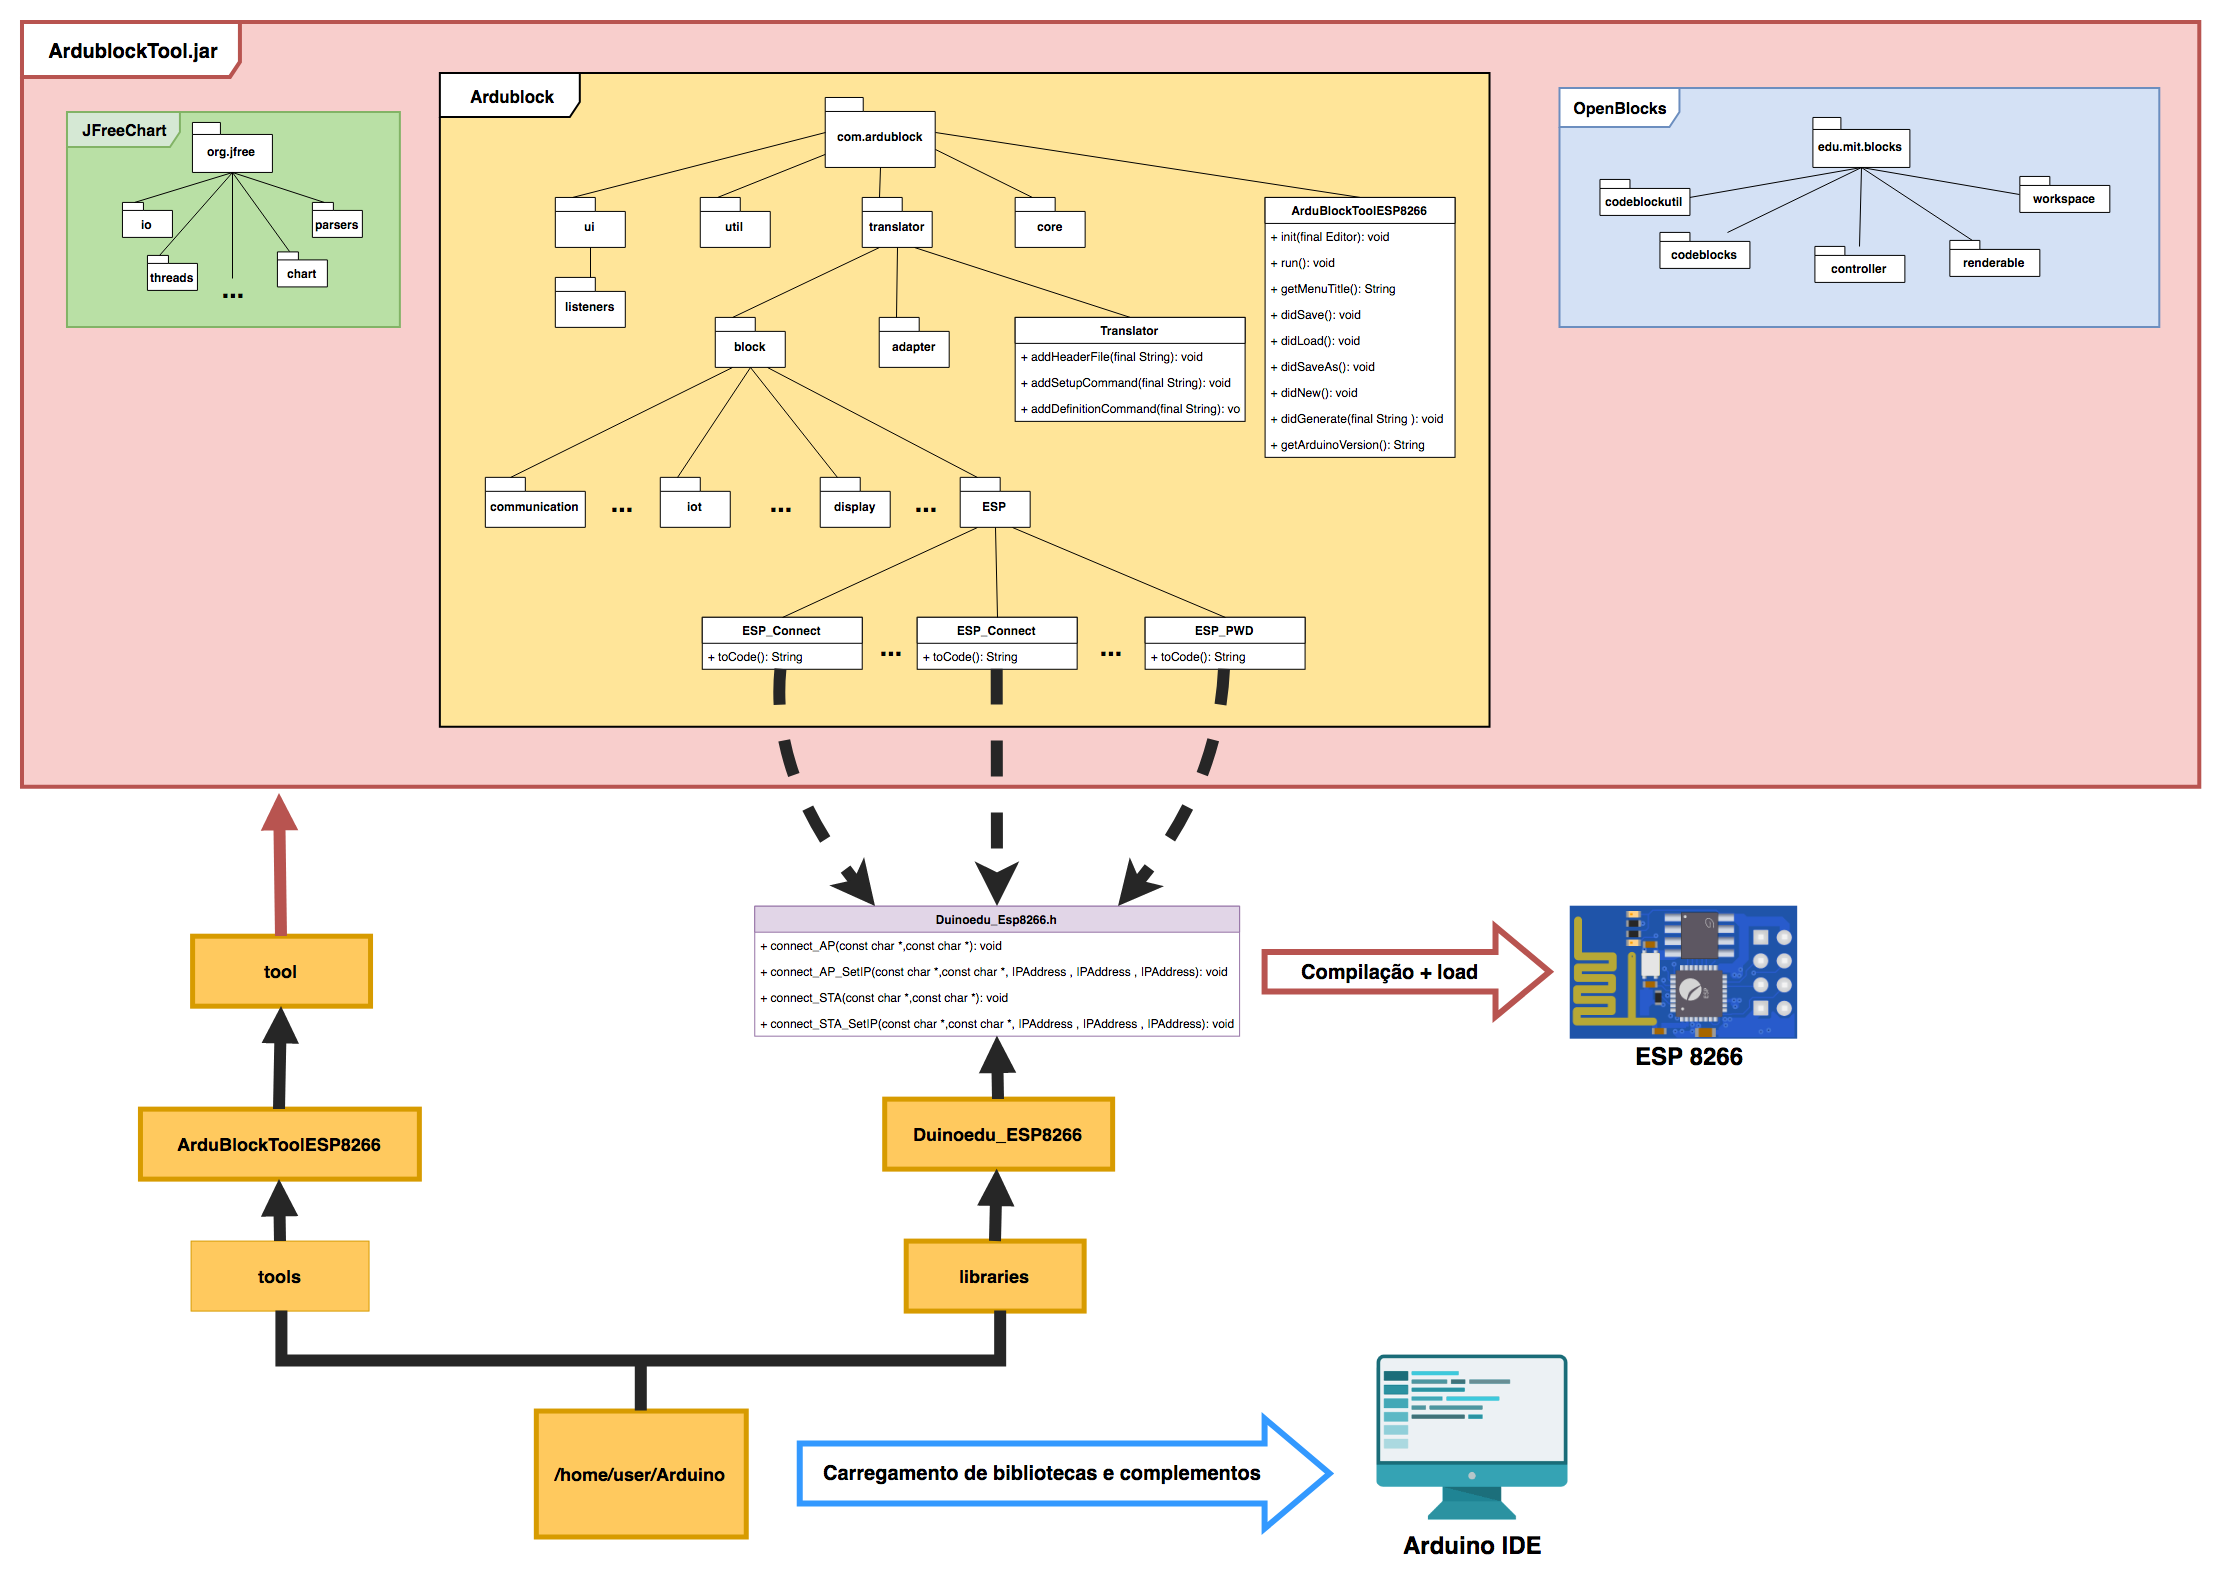 ArdublockTool.jar
JFreeChart
org.jfree
io
parsers
threads
chart
...
Ardublock
com.ardublock
ui
util
translator
core
listeners
block
adapter
Translator
+ addHeaderFile(final String): void
+ addSetupCommand(final String): void
+ addDefinitionCommand(final String): vo
ArduBlockToolESP8266
+ init(final Editor): void
+ run(): void
+ getMenuTitle(): String
+ didSave(): void
+ didLoad(): void
+ didSaveAs(): void
+ didNew(): void
+ didGenerate(final String ): void
+ getArduinoVersion(): String
communication
...
iot
...
display
...
ESP
ESP_Connect
+ toCode(): String
...
ESP_Connect
+ toCode(): String
...
ESP_PWD
+ toCode(): String
OpenBlocks
edu.mit.blocks
codeblockutil
workspace
codeblocks
controller
renderable
tool
ArduBlockToolESP8266
tools
Duinoedu_Esp8266.h
+ connect_AP(const char *,const char *): void
+ connect_AP_SetIP(const char *,const char *, IPAddress , IPAddress , IPAddress): void
+ connect_STA(const char *,const char *): void
+ connect_STA_SetIP(const char *,const char *, IPAddress , IPAddress , IPAddress): void
Compilação + load
ESP 8266
Duinoedu_ESP8266
libraries
/home/user/Arduino
Carregamento de bibliotecas e complementos
Arduino IDE